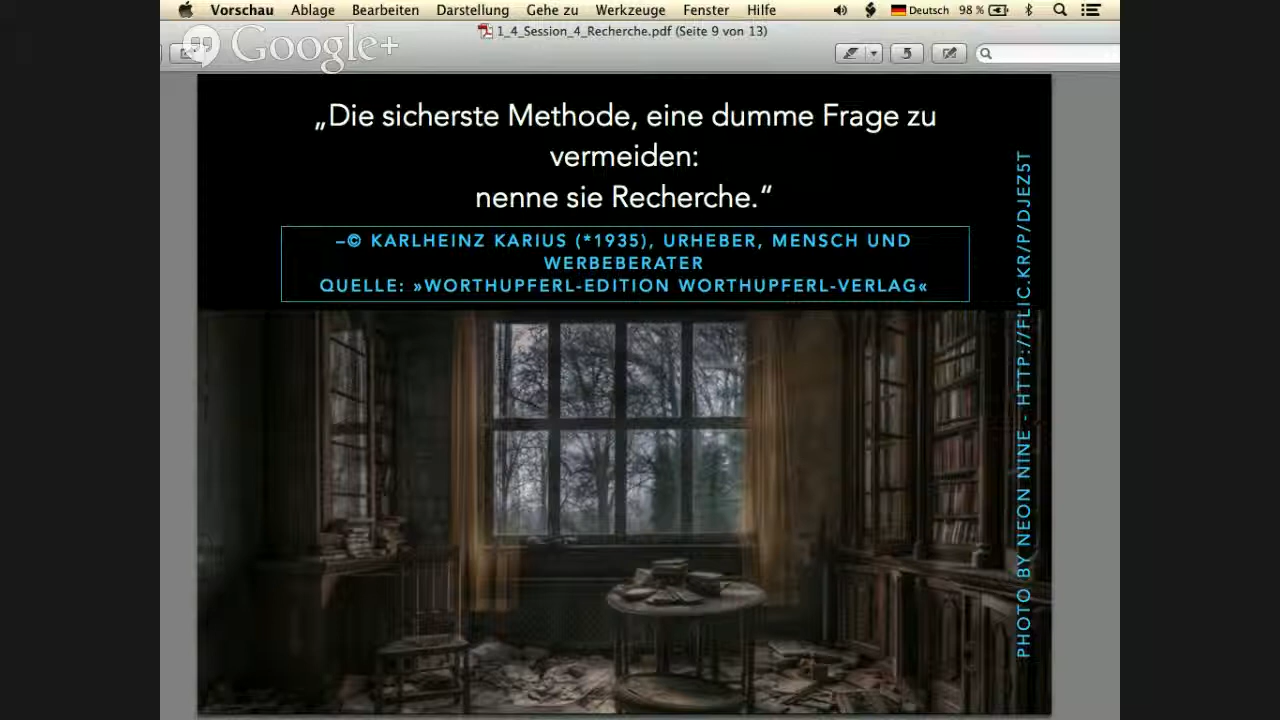 Vorschau Ablage Bearbeiten Darstellung Gehe zu Werkzeuge Fenster Hilfe Deutsch 98 %
1_4_Session_4_Recherche.pdf (Seite 9 von 13)
Google+
„Die sicherste Methode, eine dumme Frage zu
vermeiden:
nenne sie Recherche.“
–© KARLHEINZ KARIUS (*1935), URHEBER, MENSCH UND
WERBEBERATER
QUELLE: »WORTHUPFERL-EDITION WORTHUPFERL-VERLAG«
PHOTO BY NEON NINE - HTTP://FLIC.KR/P/DJEZ5T